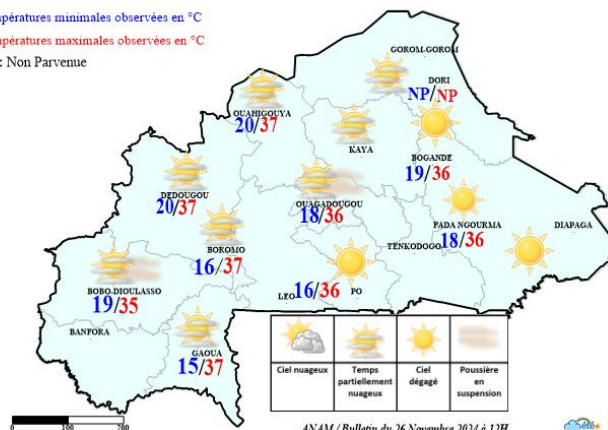 pératures minimales observées en °C
pératures maximales observées en °C
: Non Parvenue
GOROM-GOROM
DORI
NP/NP
OUAHIGOUYA
20/37
KAYA
BOGANDE
19/36
DEDOUGOU
20/37
OUAGADOUGOU
18/36
FADA NGOURMA
18/36
DIAPAGA
TENKODOGO
BOROMO
16/37
BOBO-DIOULASSO
19/35
LEO
16/36
PO
BANFORA
GAOUA
15/37
Ciel nuageux
Temps partiellement nuageux
Ciel dégagé
Poussière en suspension
0 100 200
ANAM / Bulletin du 26 Novembre 2024 à 12H
été